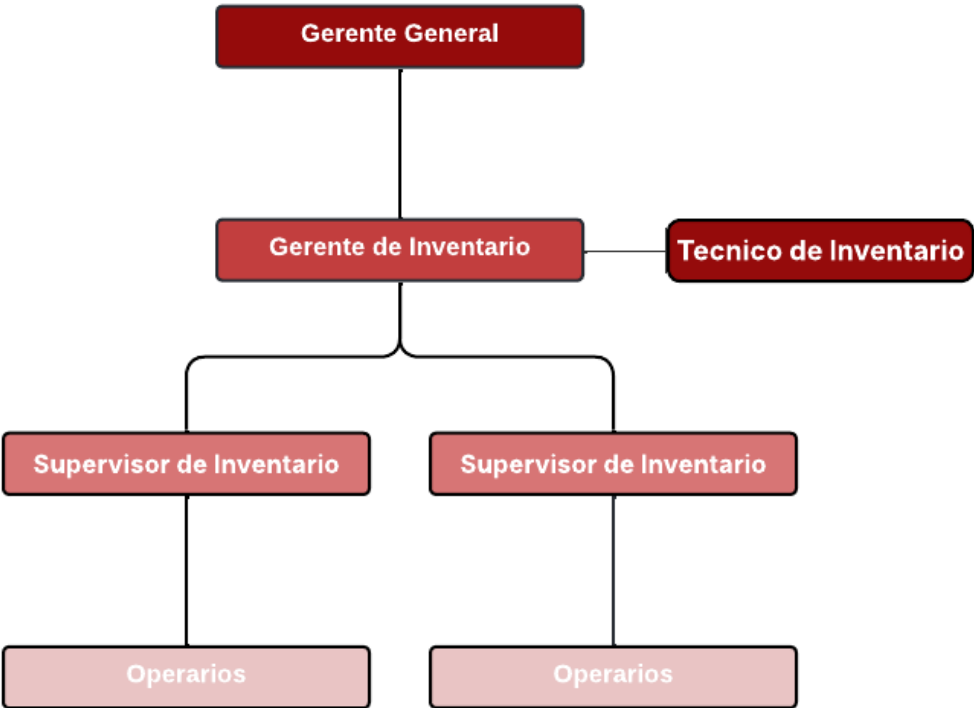 Gerente General
Gerente de Inventario
Tecnico de Inventario
Supervisor de Inventario
Supervisor de Inventario
Operarios
Operarios